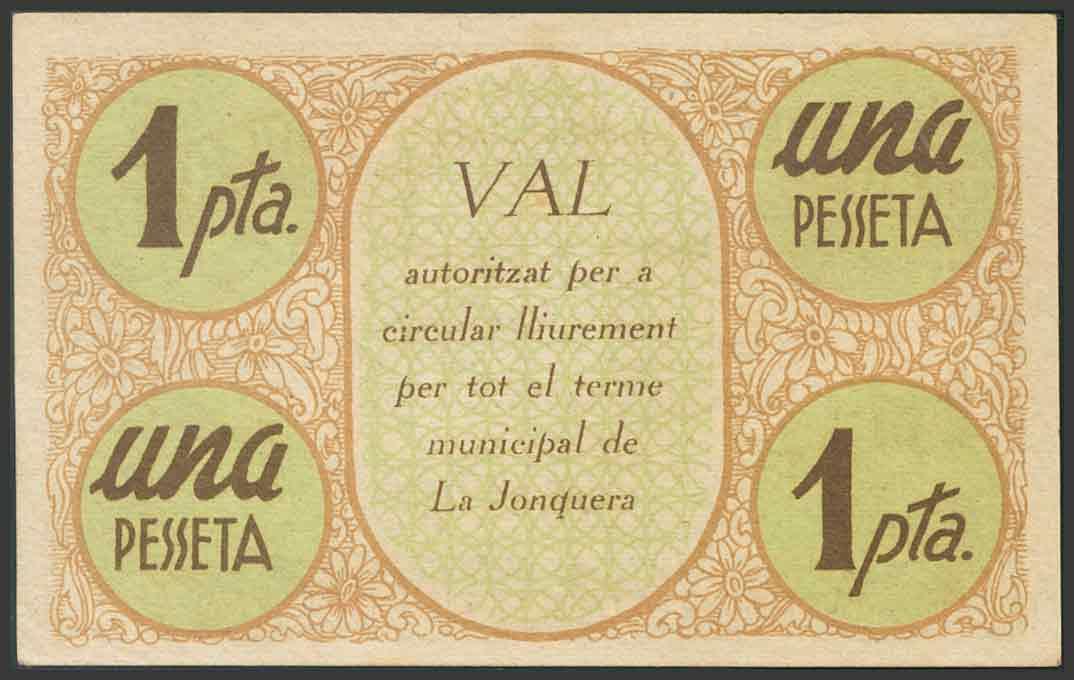 1 pta.
una
PESSETA
VAL
autoritzat per a
circular lliurement
per tot el terme
municipal de
La Jonquera
una
PESSETA
1 pta.